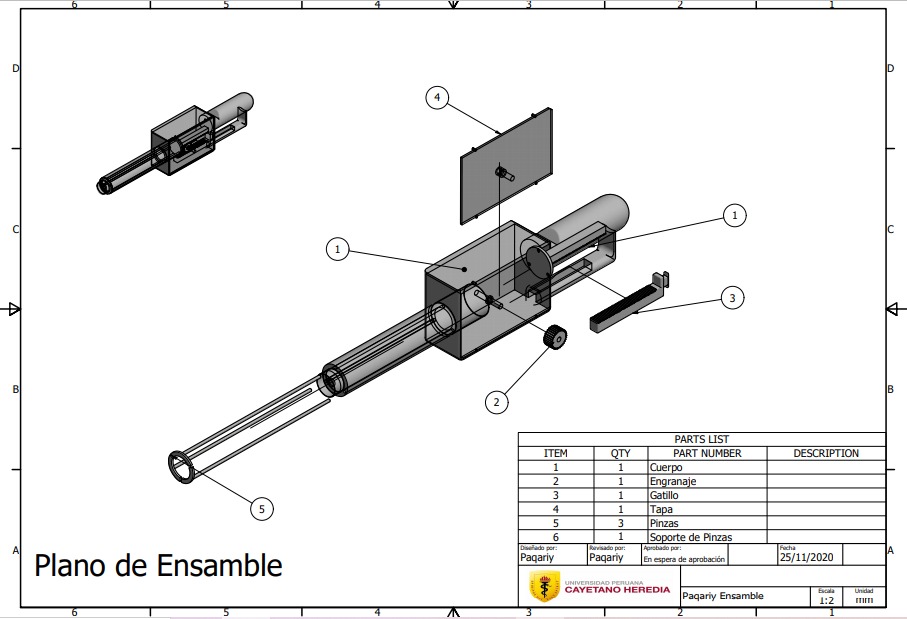 6 5 4 3 2 1
D D
4
C C
1
1
3
2
B B
5
PARTS LIST
ITEM QTY PART NUMBER DESCRIPTION
1 1 Cuerpo
2 1 Engranaje
3 1 Gatillo
4 1 Tapa
5 3 Pinzas
6 1 Soporte de Pinzas
A A
Diseñado por: Revisado por: Aprobado por: Fecha
Paqariy Paqariy En espera de aprobación 25/11/2020
Plano de Ensamble
UNIVERSIDAD PERUANA
CAYETANO HEREDIA
Escala Unidad
Paqariy Ensamble 1:2 mm
6 5 4 3 2 1